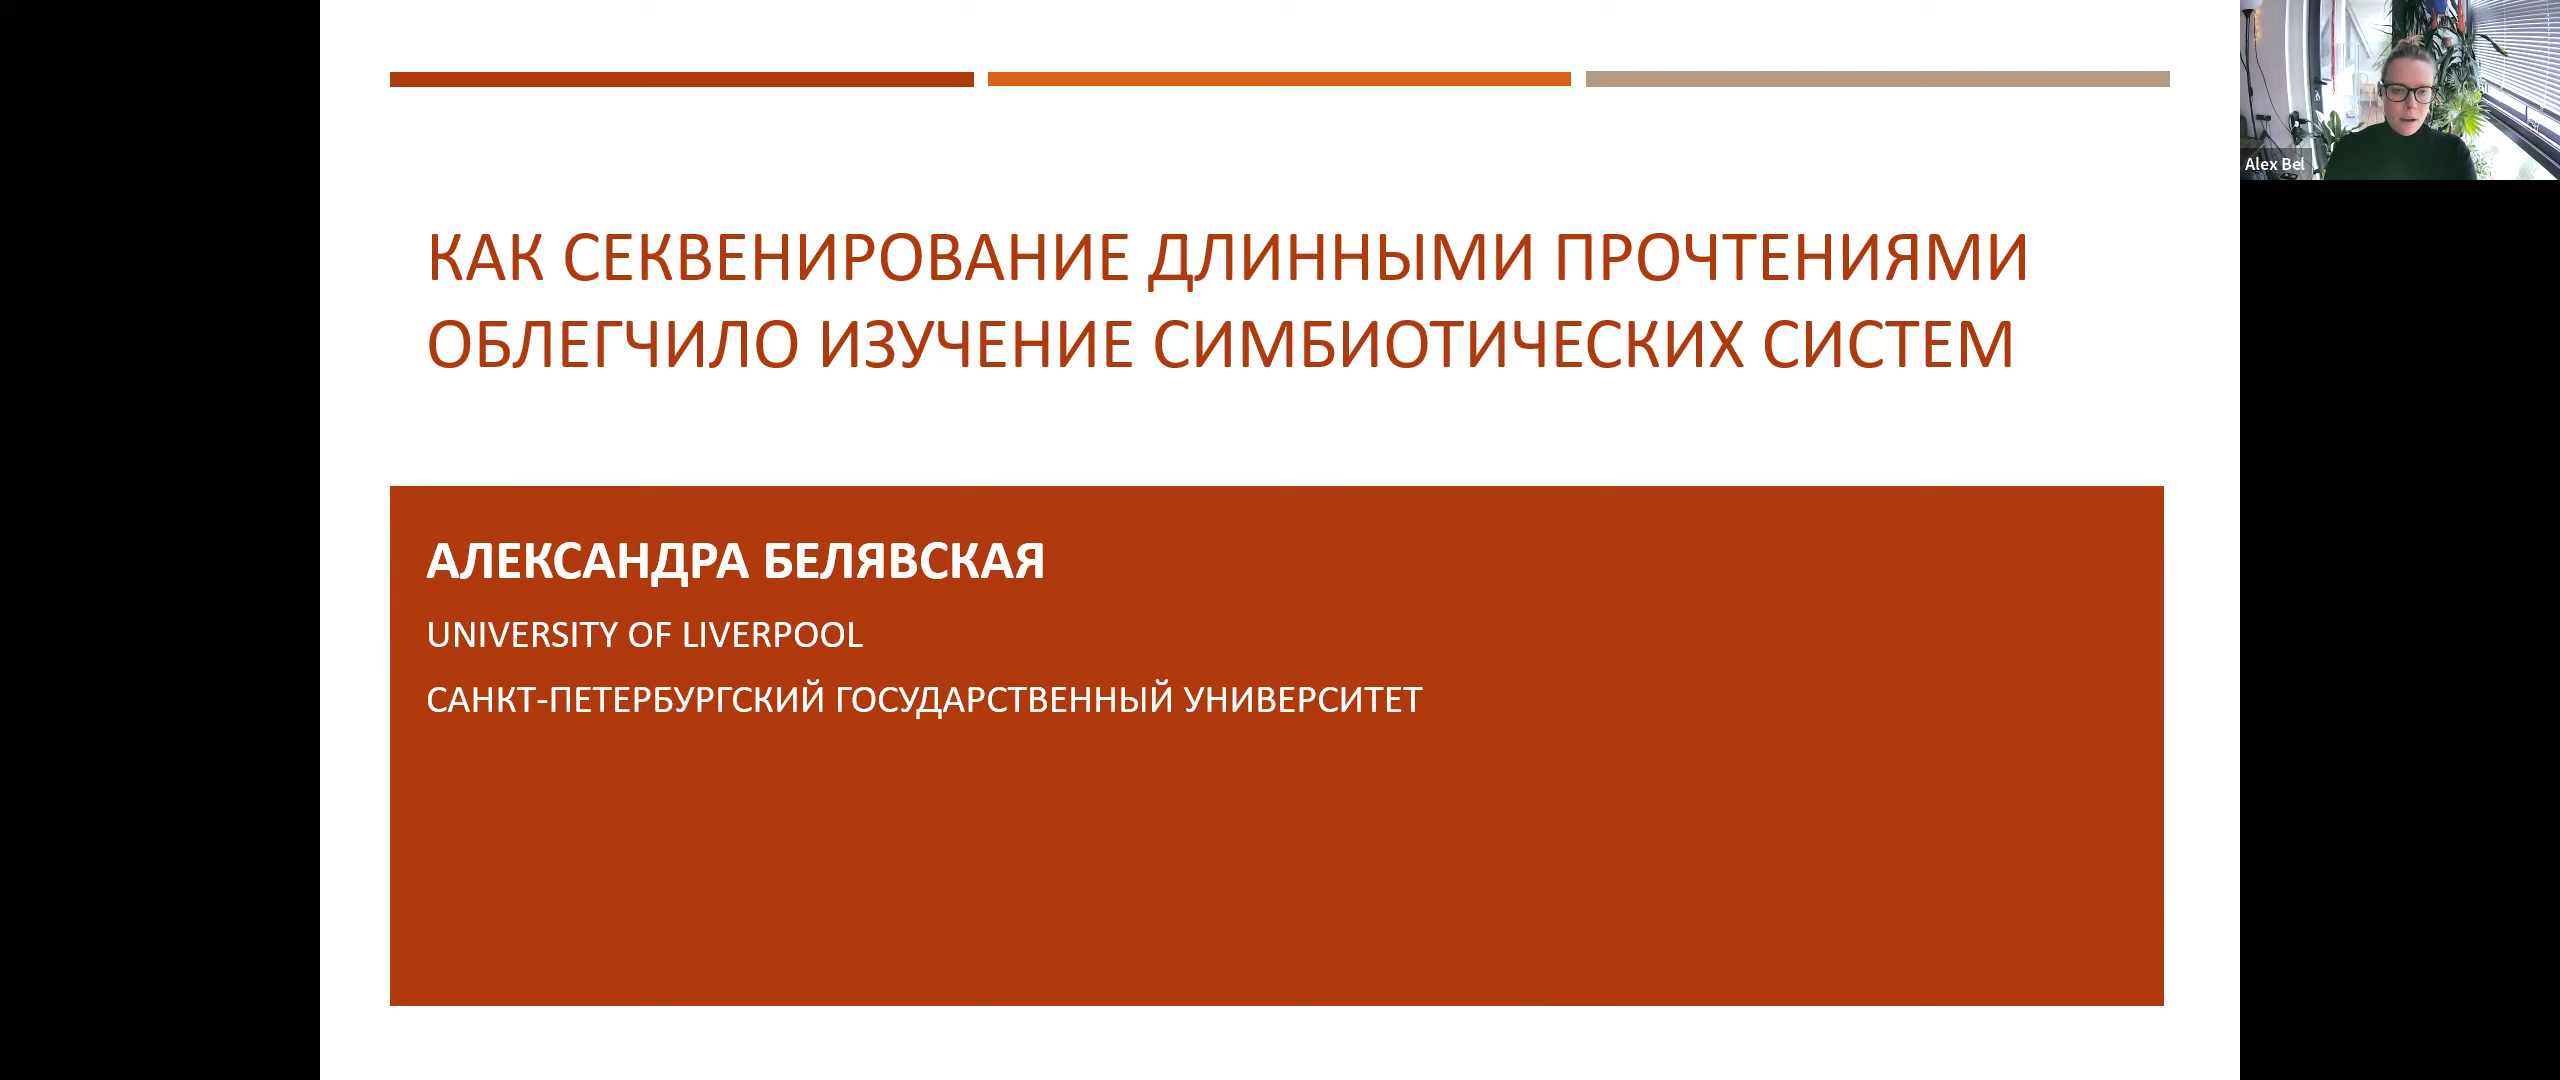 КАК СЕКВЕНИРОВАНИЕ ДЛИННЫМИ ПРОЧТЕНИЯМИ
ОБЛЕГЧИЛО ИЗУЧЕНИЕ СИМБИОТИЧЕСКИХ СИСТЕМ
АЛЕКСАНДРА БЕЛЯВСКАЯ
UNIVERSITY OF LIVERPOOL
САНКТ-ПЕТЕРБУРГСКИЙ ГОСУДАРСТВЕННЫЙ УНИВЕРСИТЕТ
Alex Bel